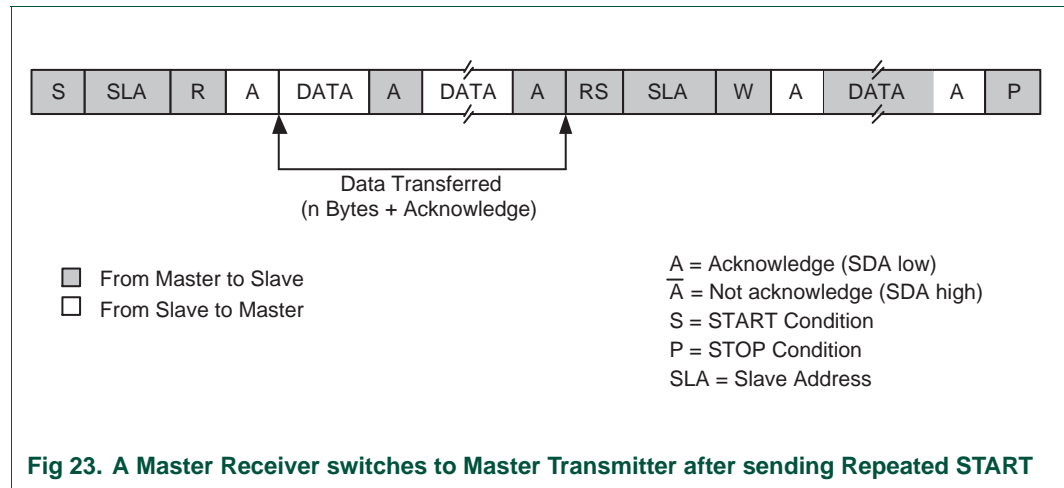 S SLA R A DATA A DATA A RS SLA W A DATA A P
Data Transferred
(n Bytes + Acknowledge)
From Master to Slave
From Slave to Master
A = Acknowledge (SDA low)
A̅ = Not acknowledge (SDA high)
S = START Condition
P = STOP Condition
SLA = Slave Address
Fig 23. A Master Receiver switches to Master Transmitter after sending Repeated START